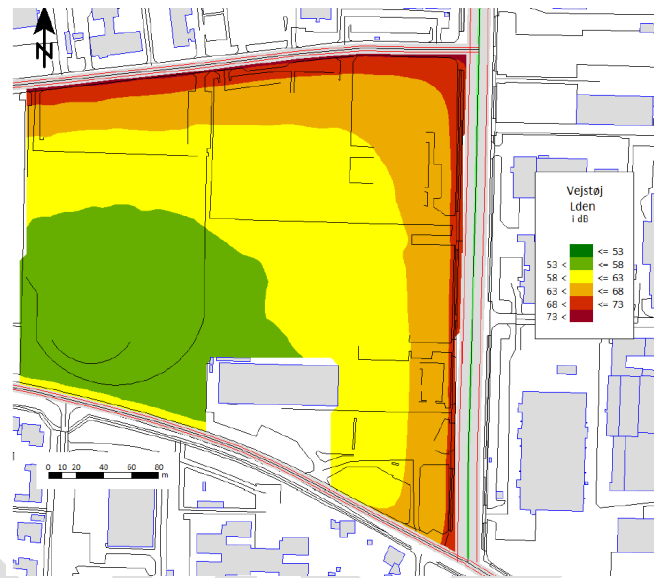 N
Vejstøj
Lden
i dB
<= 53
53 < <= 58
58 < <= 63
63 < <= 68
68 < <= 73
73 <
0 10 20 40 60 80
m